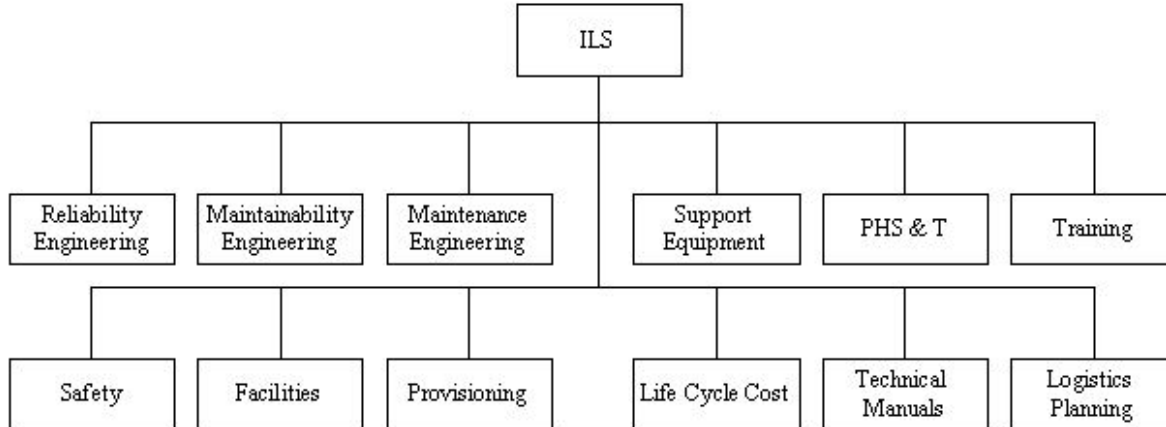 ILS
Reliability
Engineering
Maintainability
Engineering
Maintenance
Engineering
Support
Equipment
PHS & T
Training
Safety
Facilities
Provisioning
Life Cycle Cost
Technical
Manuals
Logistics
Planning